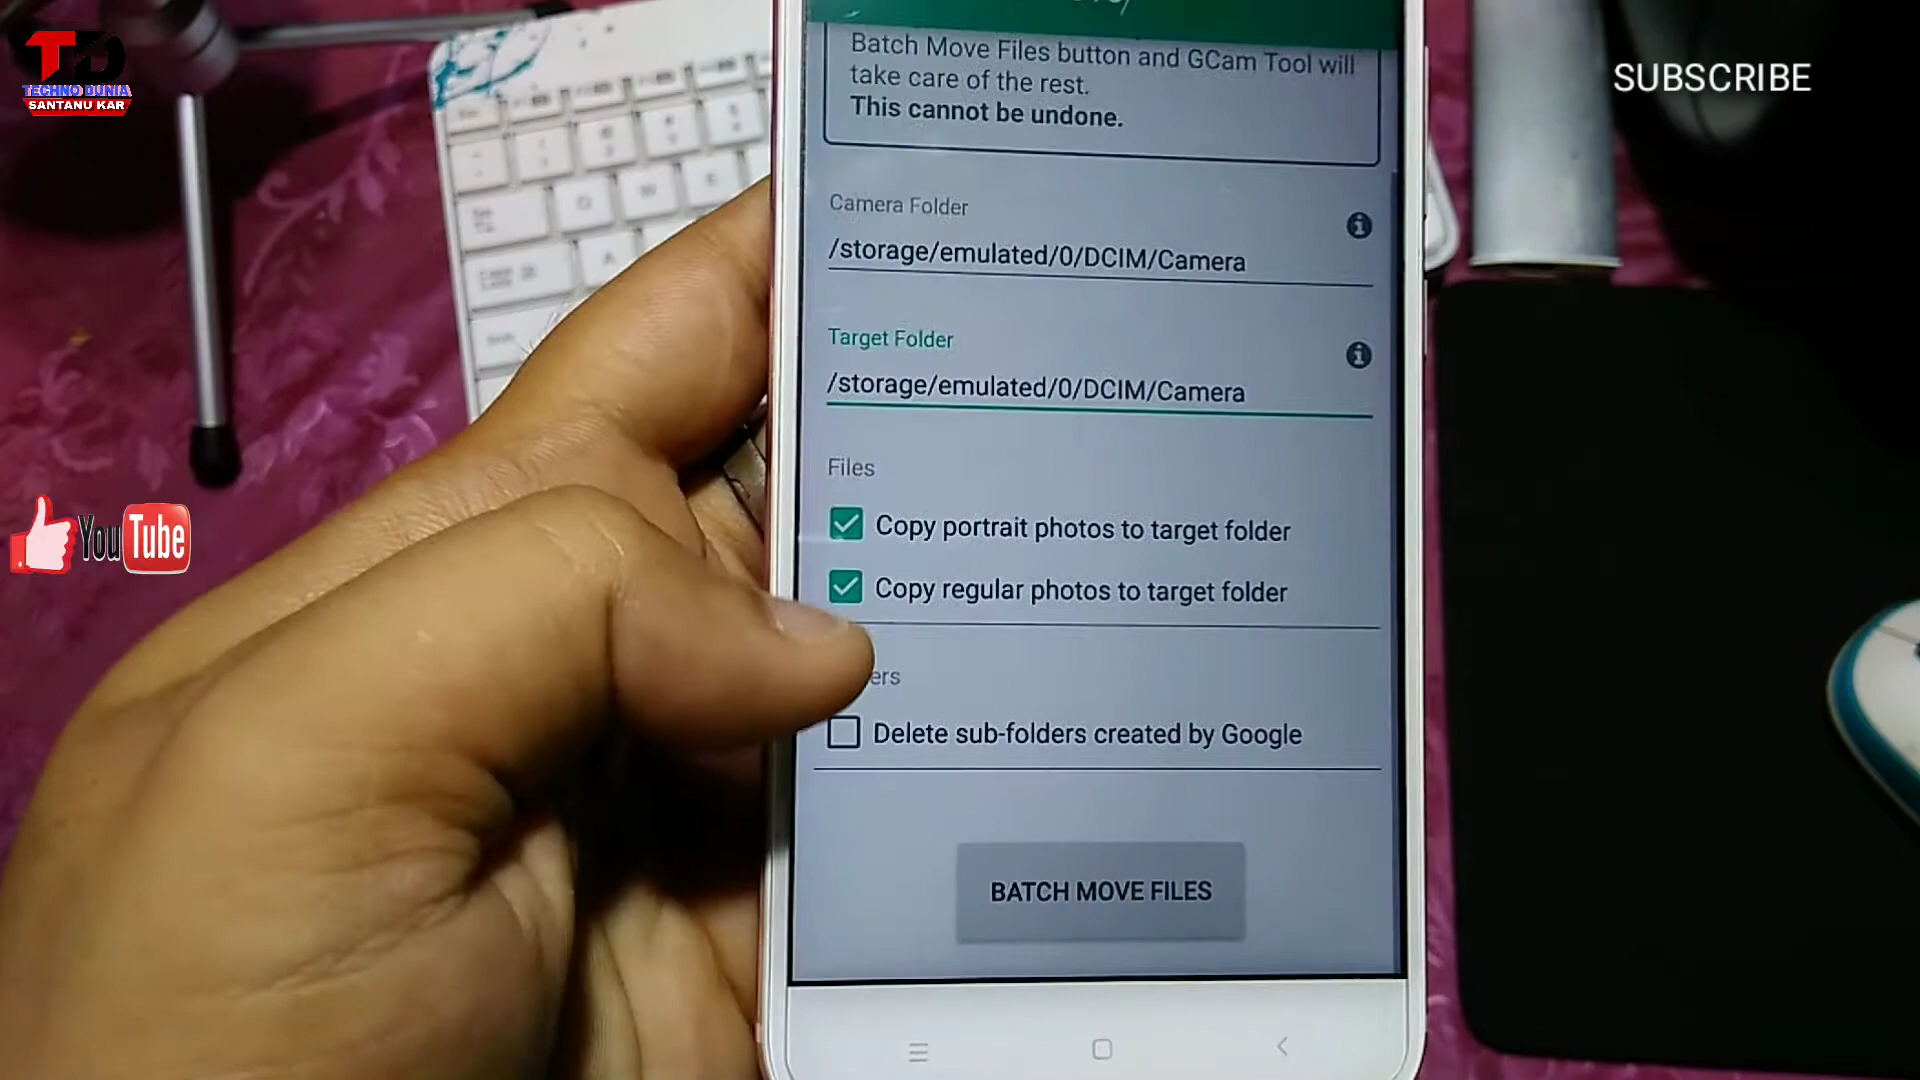 TD
TECHNO DUNIA
SANTANU KAR
SUBSCRIBE
Batch Move Files button and GCam Tool will
take care of the rest.
This cannot be undone.
Camera Folder
/storage/emulated/0/DCIM/Camera
Target Folder
/storage/emulated/0/DCIM/Camera
Files
Copy portrait photos to target folder
Copy regular photos to target folder
ers
Delete sub-folders created by Google
BATCH MOVE FILES
YouTube